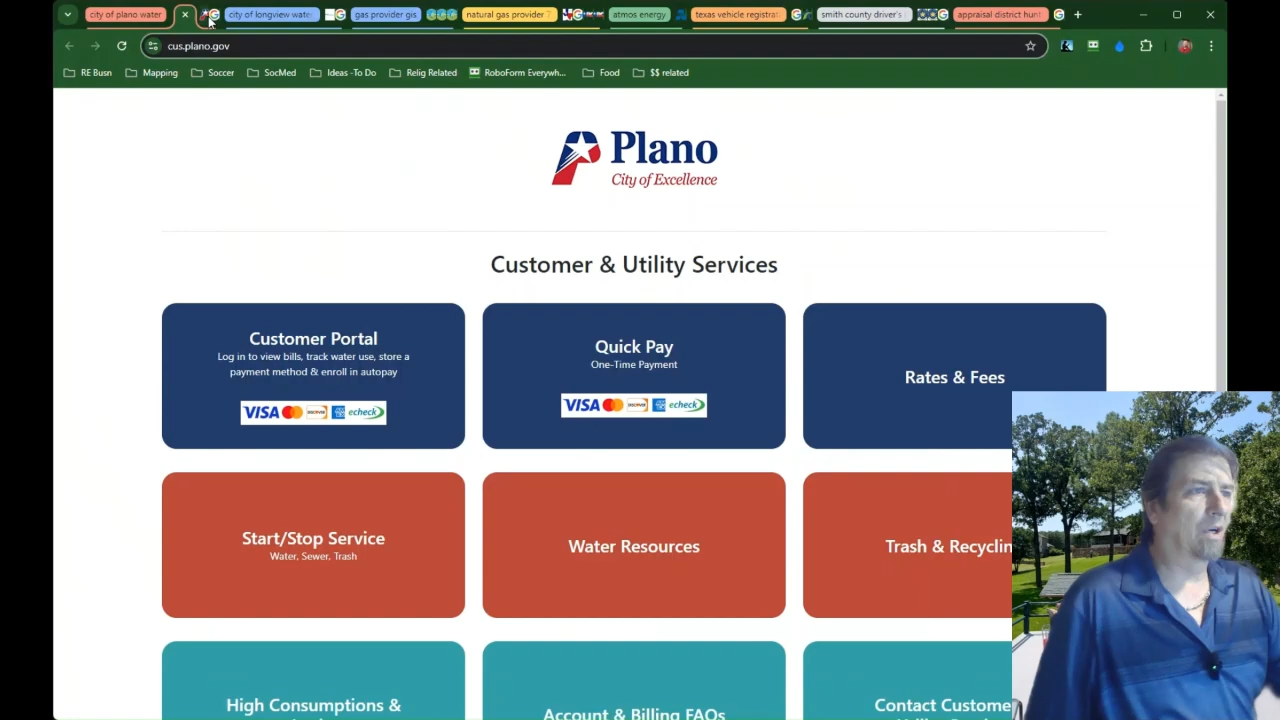 city of plano water
city of longview wate
gas provider gis
natural gas provider 7
atmos energy
texas vehicle registrat
smith county driver's
appraisal district hunt
cus.plano.gov
RE Busn
Mapping
Soccer
SocMed
Ideas -To Do
Relig Related
RoboForm Everywh...
Food
$$ related
Plano
City of Excellence
Customer & Utility Services
Customer Portal
Log in to view bills, track water use, store a
payment method & enroll in autopay
VISA DISCOVER echeck
Quick Pay
One-Time Payment
VISA DISCOVER echeck
Rates & Fees
Start/Stop Service
Water, Sewer, Trash
Water Resources
Trash & Recyclin
High Consumptions &
Account & Billing FAQs
Contact Custome